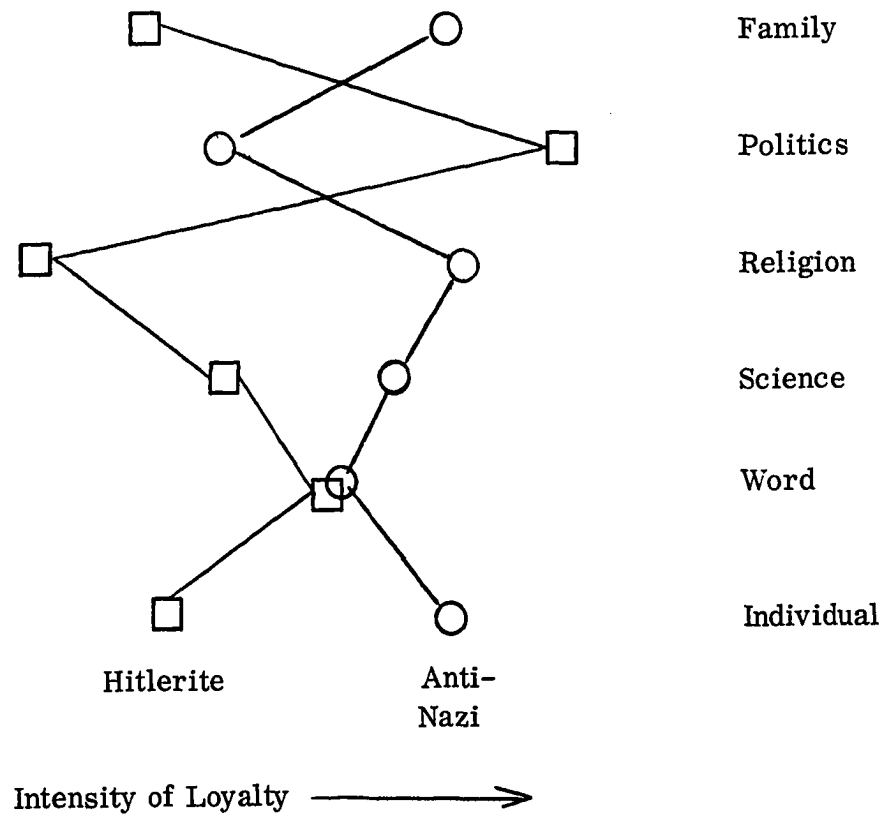 Family
Politics
Religion
Science
Word
Individual
Hitlerite
Anti-
Nazi
Intensity of Loyalty